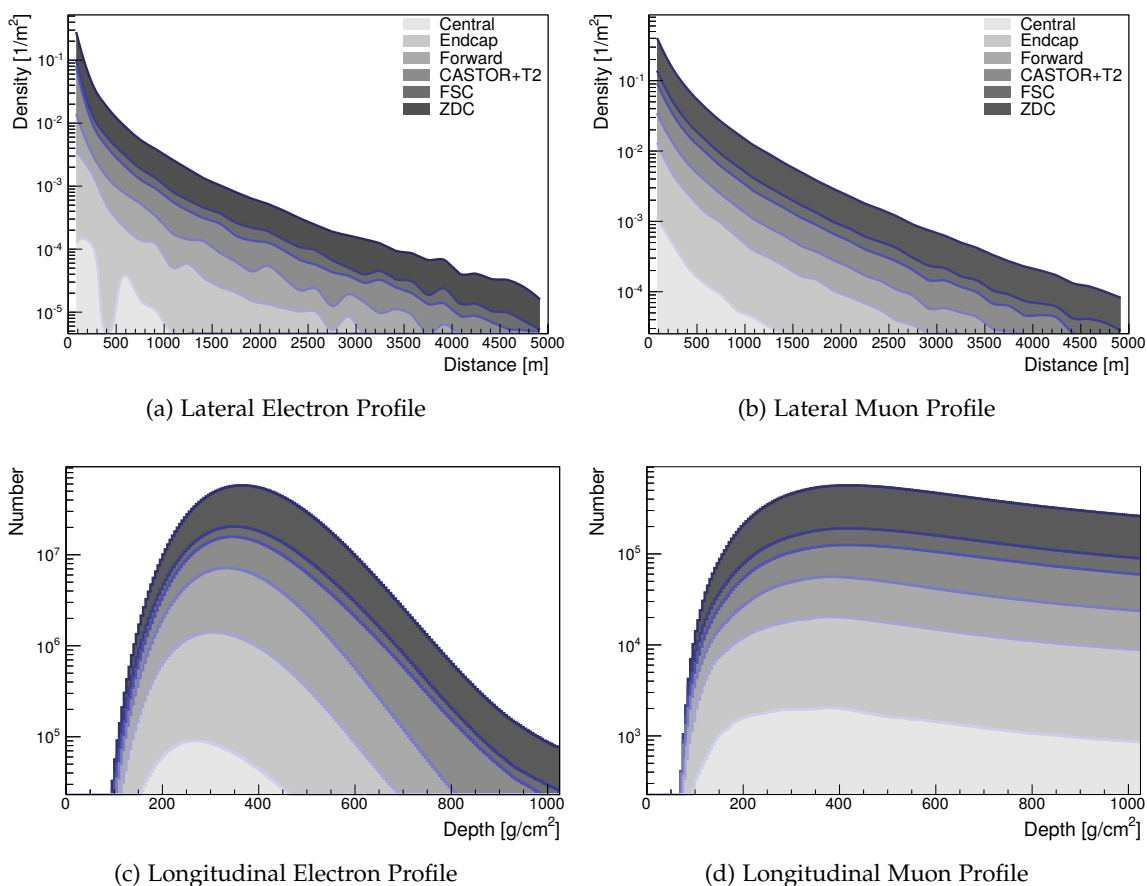 Density [1/m²]
10⁻¹
10⁻²
10⁻³
10⁻⁴
10⁻⁵
Central
Endcap
Forward
CASTOR+T2
FSC
ZDC
0 500 1000 1500 2000 2500 3000 3500 4000 4500 5000
Distance [m]
(a) Lateral Electron Profile
Density [1/m²]
10⁻¹
10⁻²
10⁻³
10⁻⁴
Central
Endcap
Forward
CASTOR+T2
FSC
ZDC
0 500 1000 1500 2000 2500 3000 3500 4000 4500 5000
Distance [m]
(b) Lateral Muon Profile
Number
10⁷
10⁶
10⁵
0 200 400 600 800 1000
Depth [g/cm²]
(c) Longitudinal Electron Profile
Number
10⁵
10⁴
10³
0 200 400 600 800 1000
Depth [g/cm²]
(d) Longitudinal Muon Profile